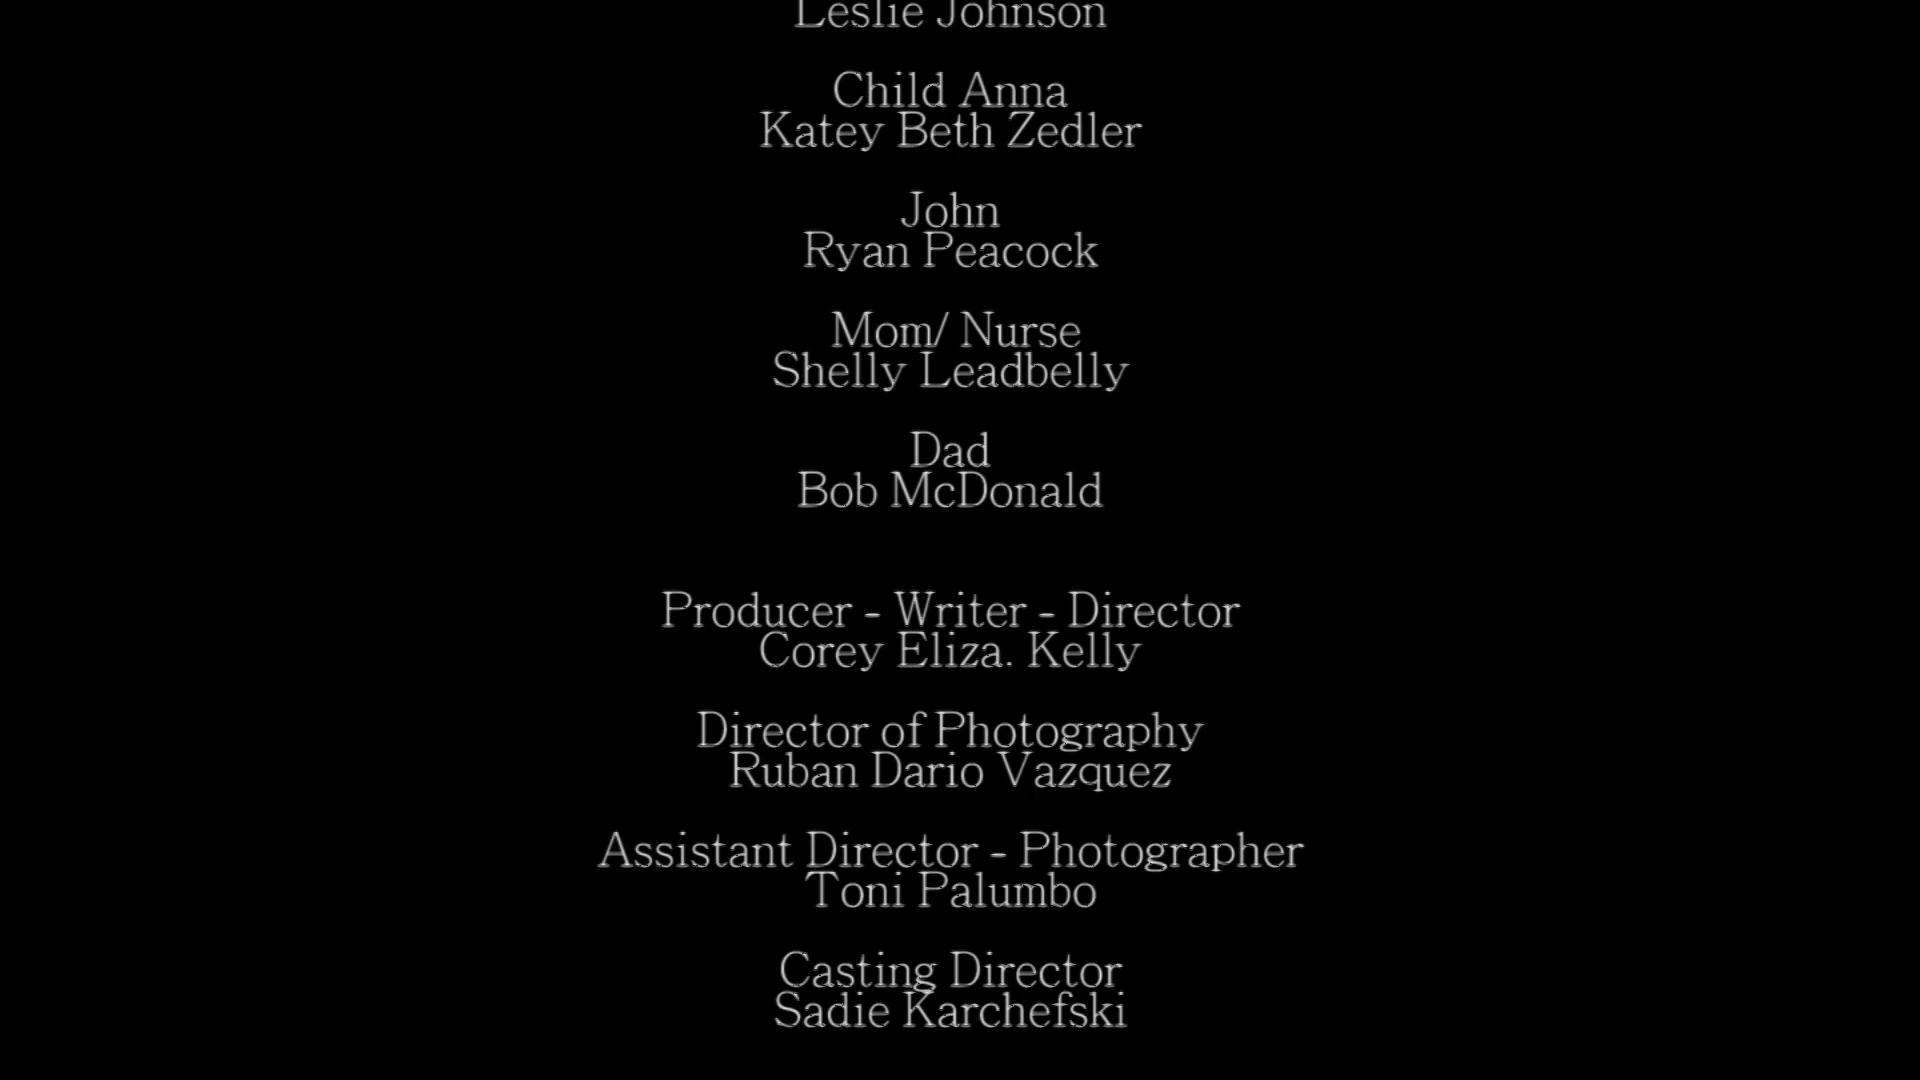 Leslie Johnson
Child Anna
Katey Beth Zedler
John
Ryan Peacock
Mom/ Nurse
Shelly Leadbelly
Dad
Bob McDonald
Producer - Writer - Director
Corey Eliza. Kelly
Director of Photography
Ruban Dario Vazquez
Assistant Director - Photographer
Toni Palumbo
Casting Director
Sadie Karchefski